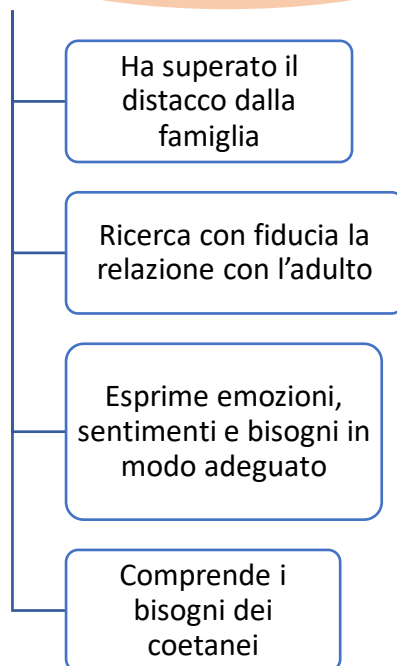 Ha superato il
distacco dalla
famiglia
Ricerca con fiducia la
relazione con l'adulto
Esprime emozioni,
sentimenti e bisogni in
modo adeguato
Comprende i
bisogni dei
coetanei